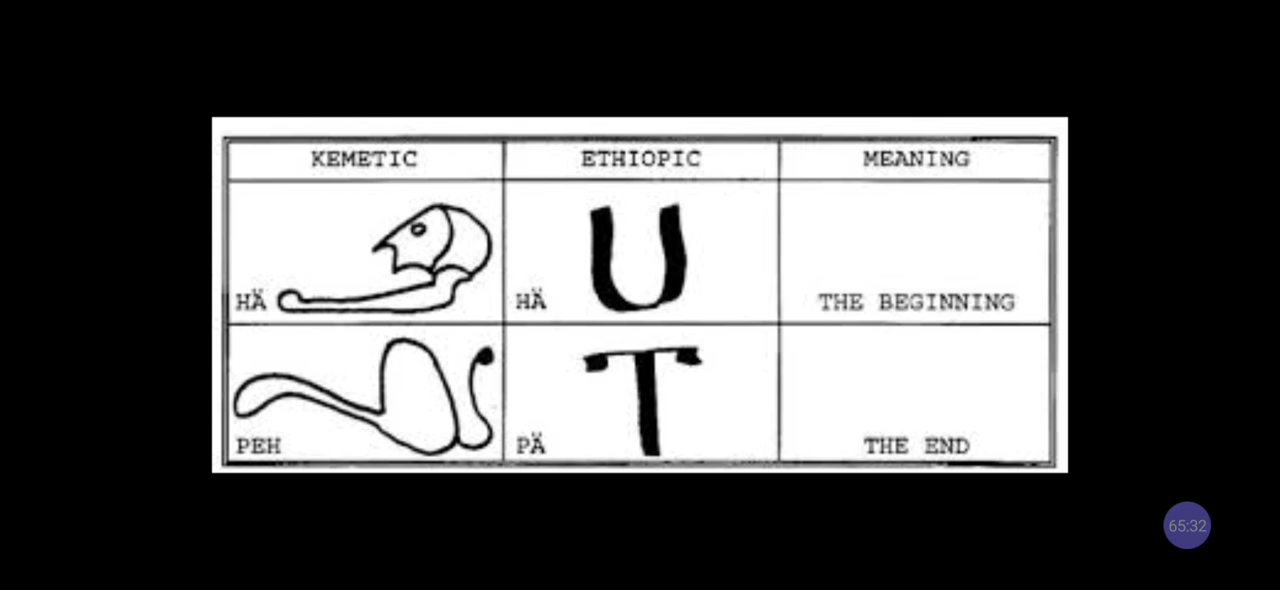 KEMETIC ETHIOPIC MEANING
HÄ HÄ ሀ THE BEGINNING
PEH PÄ ፐ THE END
65:32